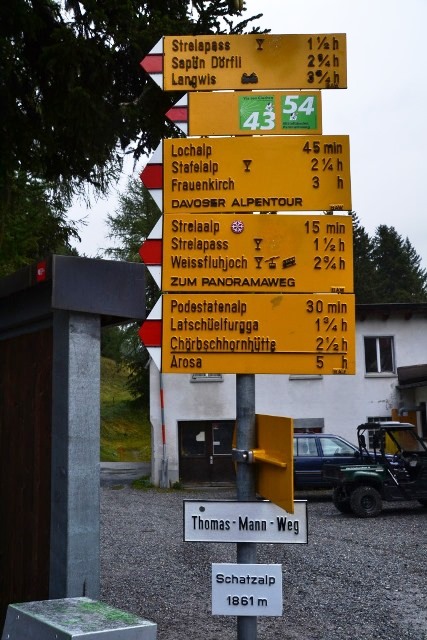 Strelapass 1½ h
Sapün Dörfli 2¾ h
Langwis 3¾ h
43 54
Lochalp 45 min
Stafelalp 2¼ h
Frauenkirch 3 h
DAVOSER ALPENTOUR
Strelaalp 15 min
Strelapass 1½ h
Weissfluhjoch 2¾ h
ZUM PANORAMAWEG
Podestatenalp 30 min
Latschüelfurgga 1¾ h
Chörbschhornhütte 2½ h
Arosa 5 h
Thomas-Mann-Weg
Schatzalp
1861 m